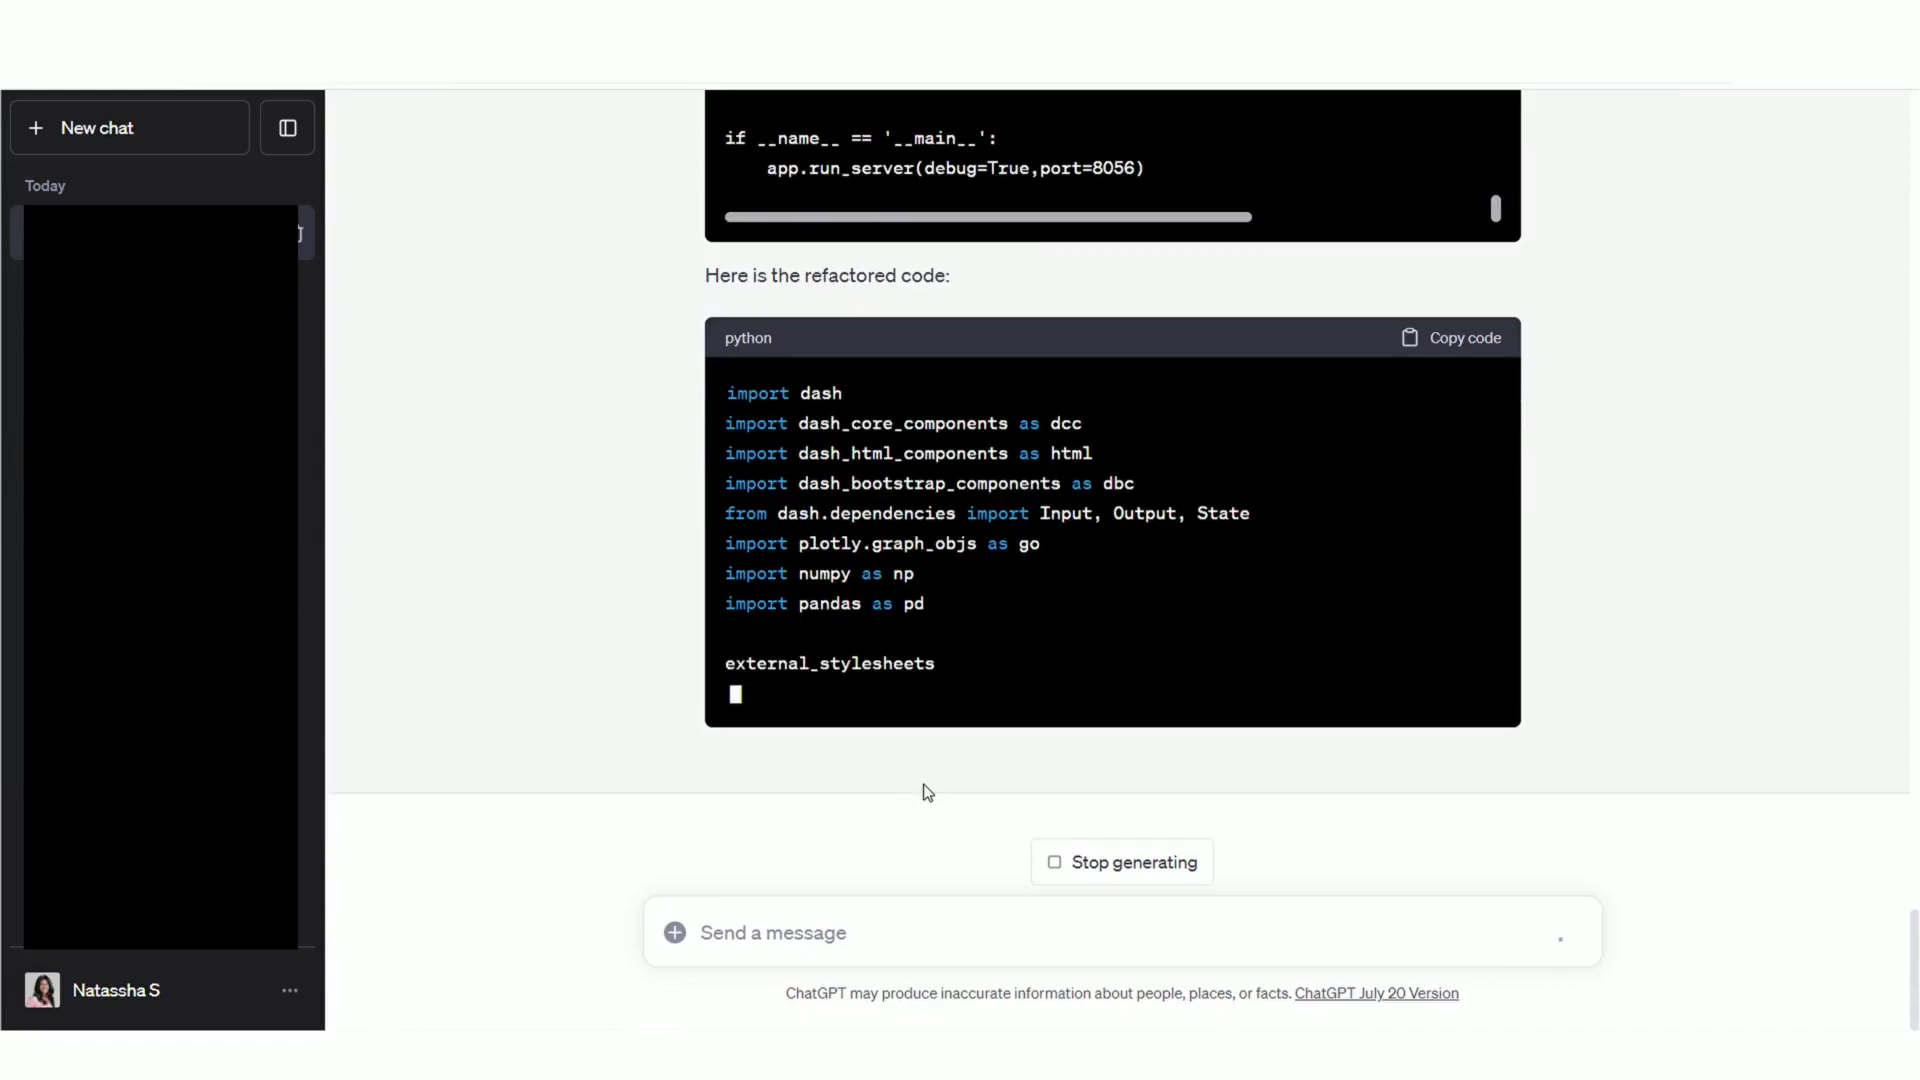 New chat
Today
Natassha S
if __name__ == '__main__':
app.run_server(debug=True,port=8056)
Here is the refactored code:
python
Copy code
import dash
import dash_core_components as dcc
import dash_html_components as html
import dash_bootstrap_components as dbc
from dash.dependencies import Input, Output, State
import plotly.graph_objs as go
import numpy as np
import pandas as pd
external_stylesheets
Stop generating
Send a message
ChatGPT may produce inaccurate information about people, places, or facts. ChatGPT July 20 Version